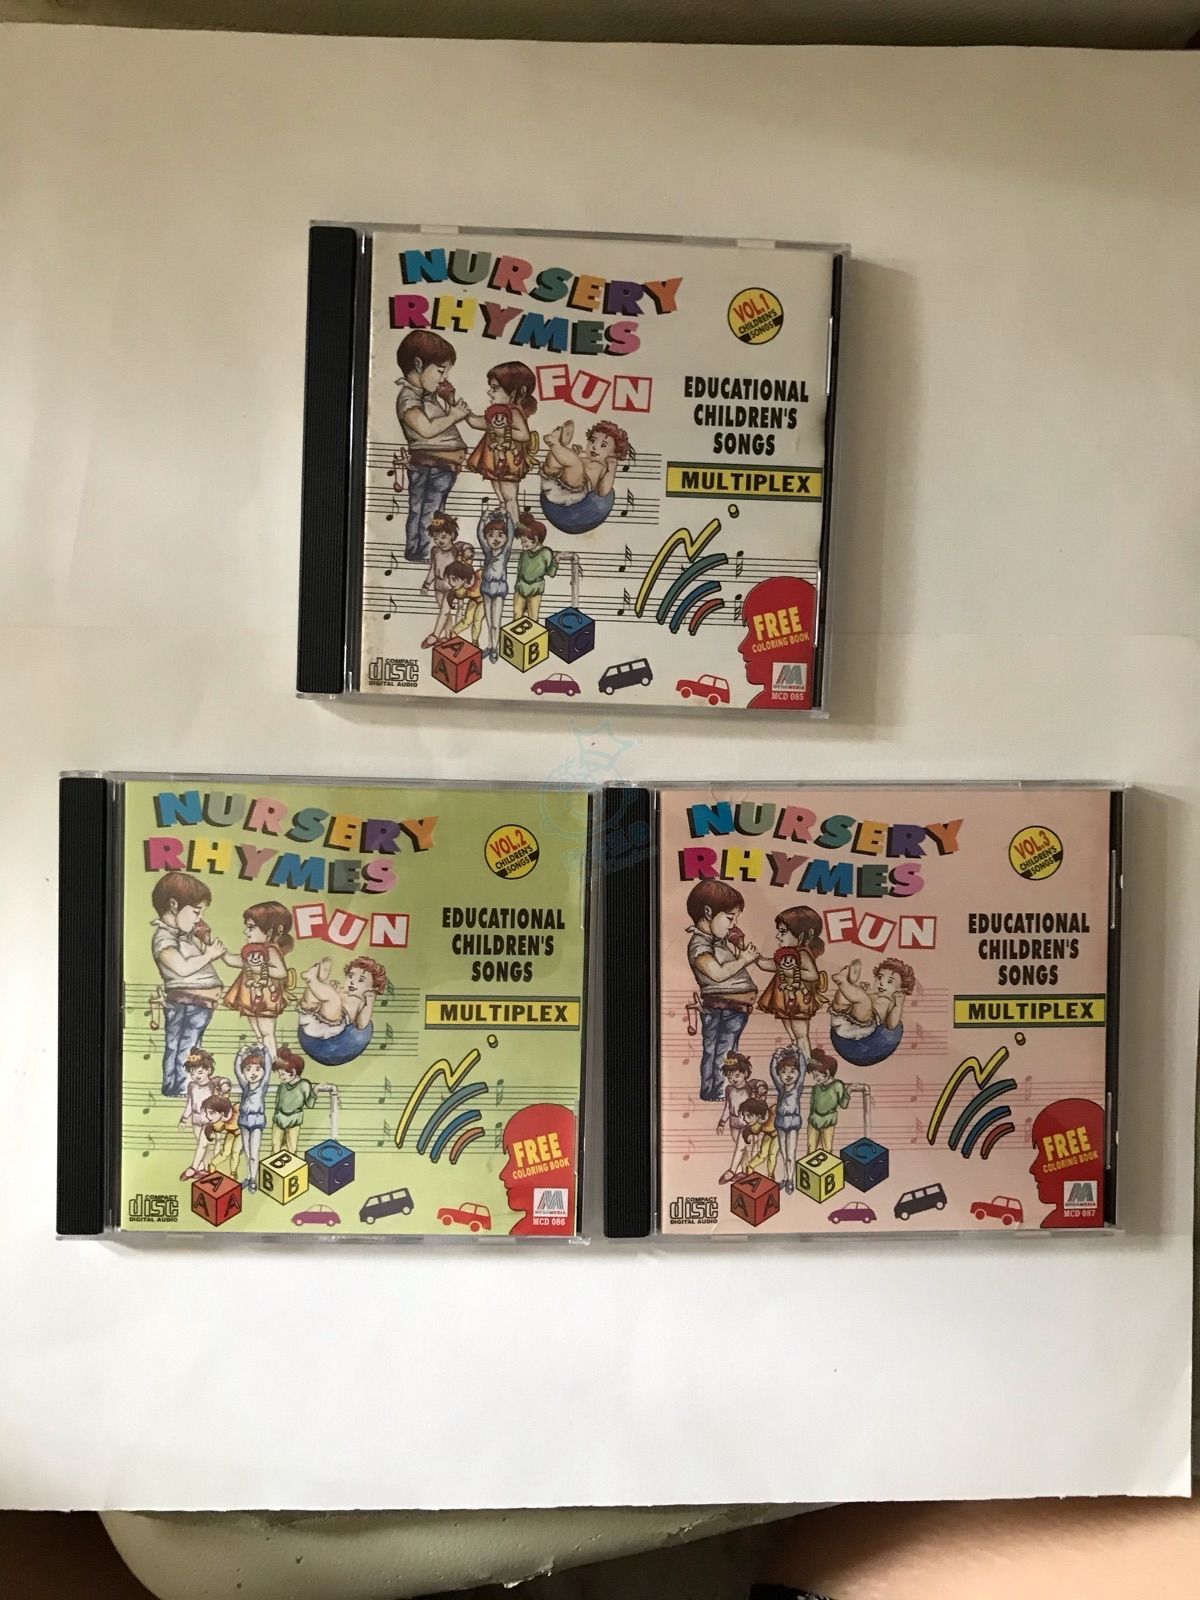 NURSERY
RHYMES
FUN
VOL.1
CHILDREN'S
SONGS
EDUCATIONAL
CHILDREN'S
SONGS
MULTIPLEX
FREE
COLORING BOOK
A A A
B B B
C C
COMPACT
disc
DIGITAL AUDIO
MEGAMEDIA
MCD 085
NURSERY
RHYMES
FUN
VOL.2
CHILDREN'S
SONGS
EDUCATIONAL
CHILDREN'S
SONGS
MULTIPLEX
FREE
COLORING BOOK
A A A
B B B
C C
COMPACT
disc
DIGITAL AUDIO
MEGAMEDIA
MCD 086
NURSERY
RHYMES
FUN
VOL.3
CHILDREN'S
SONGS
EDUCATIONAL
CHILDREN'S
SONGS
MULTIPLEX
FREE
COLORING BOOK
A A A
B B B
C C
COMPACT
disc
DIGITAL AUDIO
MEGAMEDIA
MCD 087